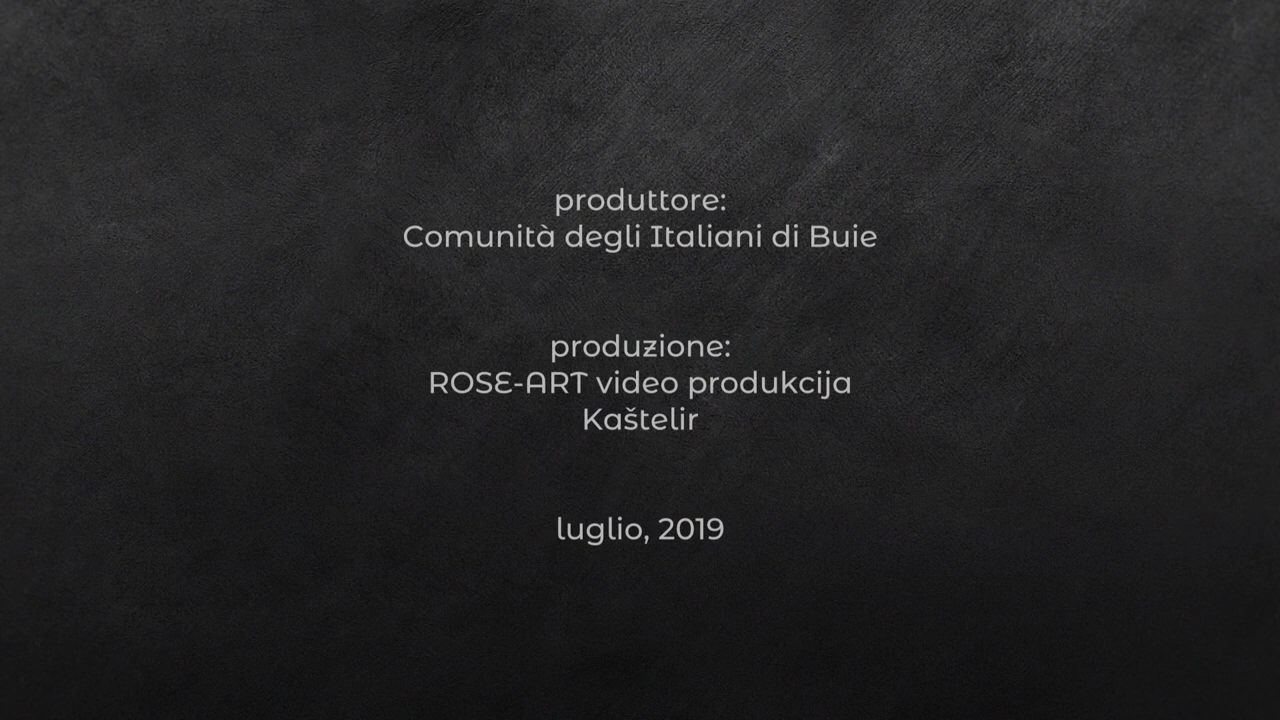 produttore:
Comunità degli Italiani di Buie
produzione:
ROSE-ART video produkcija
Kaštelir
luglio, 2019